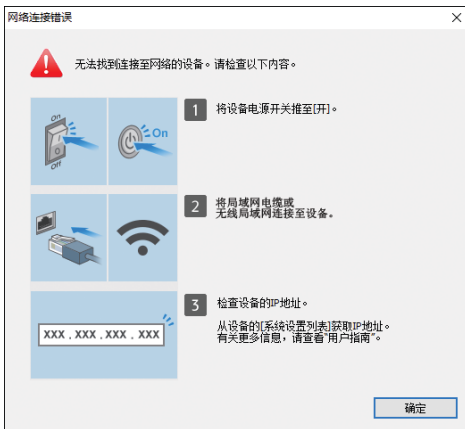 网络连接错误
无法找到连接至网络的设备。请检查以下内容。
On
Off
On
1
将设备电源开关推至[开]。
2
将局域网电缆或
无线局域网连接至设备。
3
检查设备的IP地址。
XXX . XXX . XXX . XXX
从设备的[系统设置列表]获取IP地址。
有关更多信息，请查看"用户指南"。
确定